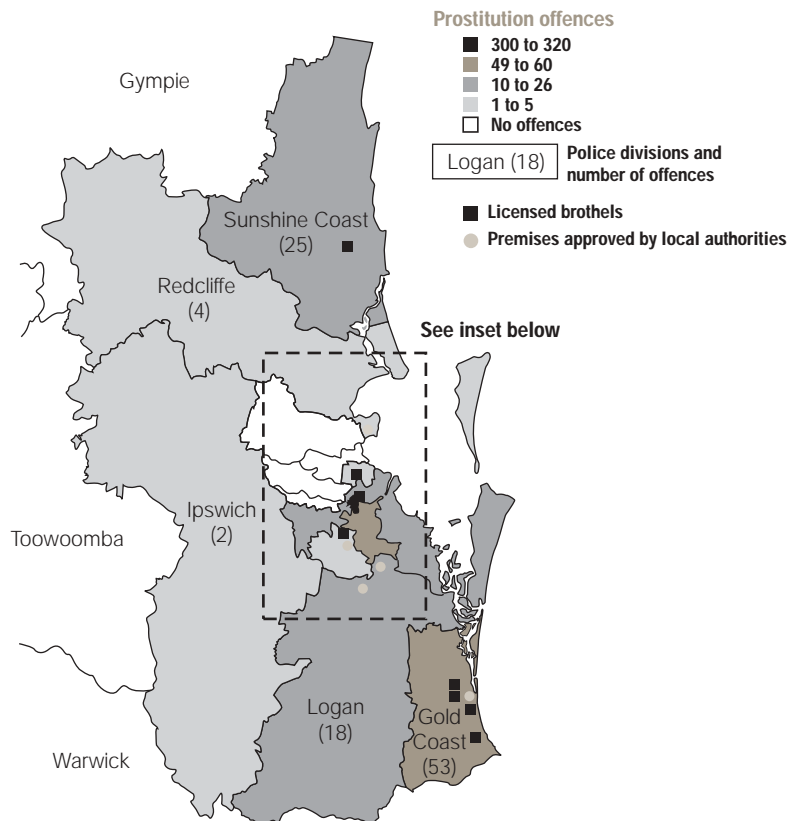 Prostitution offences
300 to 320
49 to 60
10 to 26
1 to 5
No offences
Logan (18)
Police divisions and
number of offences
Licensed brothels
Premises approved by local authorities
Gympie
Sunshine Coast
(25)
Redcliffe
(4)
See inset below
Ipswich
(2)
Toowoomba
Logan
(18)
Gold
Coast
(53)
Warwick